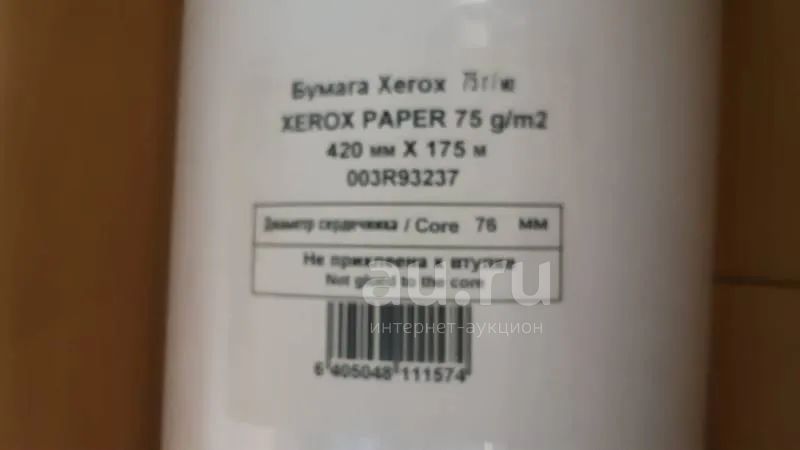 Бумага Xerox 75 г/м2
XEROX PAPER 75 g/m2
420 мм X 175 м
003R93237
Диаметр сердечника / Core 76 мм
Не приклеена к втулке
Not glued to the core
au.ru
интернет-аукцион
6 405048 111574